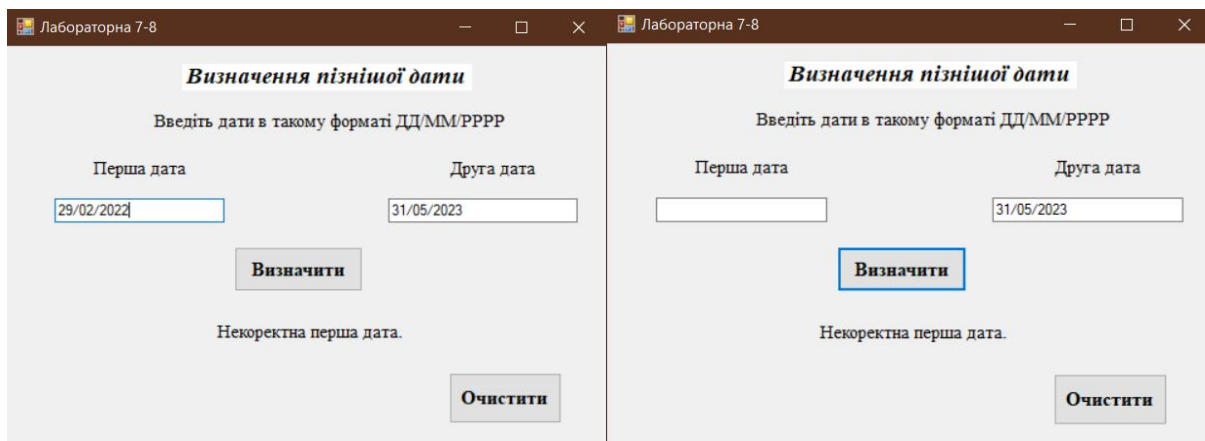 Лабораторна 7-8
Визначення пізнішої дати
Введіть дати в такому форматі ДД/ММ/РРРР
Перша дата
Друга дата
29/02/2022
31/05/2023
Визначити
Некоректна перша дата.
Очистити
Лабораторна 7-8
Визначення пізнішої дати
Введіть дати в такому форматі ДД/ММ/РРРР
Перша дата
Друга дата
31/05/2023
Визначити
Некоректна перша дата.
Очистити